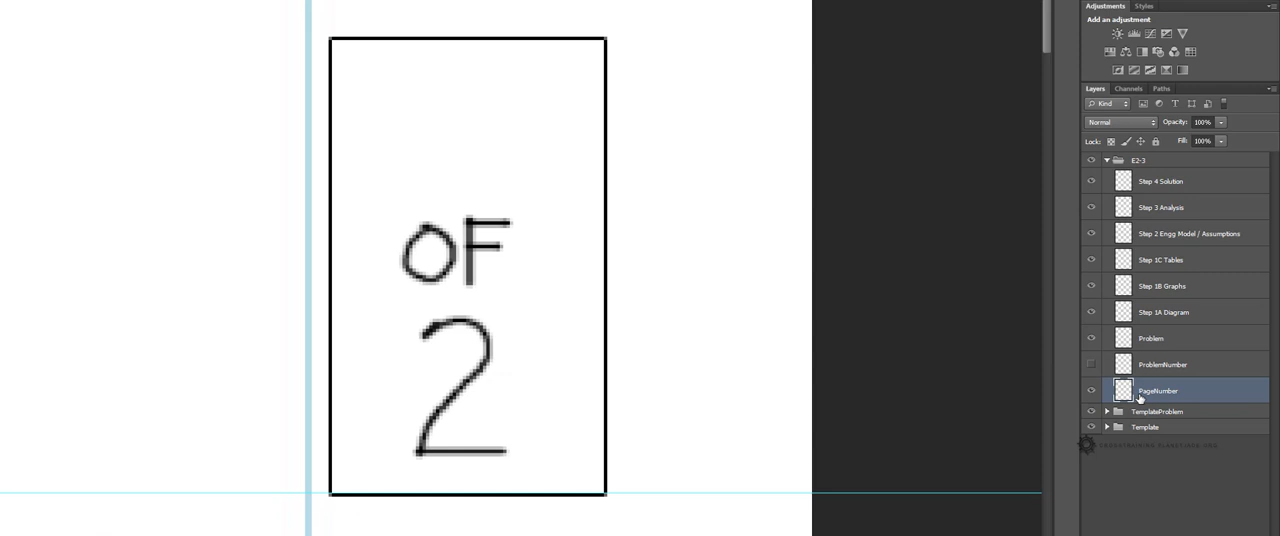 Adjustments Styles
Add an adjustment
Layers Channels Paths
Kind
Normal Opacity: 100%
Lock: Fill: 100%
E2-3
Step 4 Solution
Step 3 Analysis
Step 2 Engg Model / Assumptions
Step 1C Tables
Step 1B Graphs
Step 1A Diagram
Problem
ProblemNumber
PageNumber
TemplateProblem
Template
OF
2